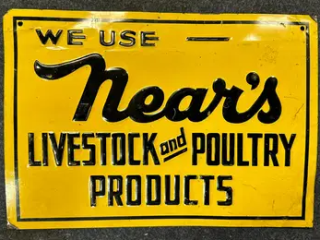 WE USE —
Near's
LIVESTOCK and POULTRY
PRODUCTS